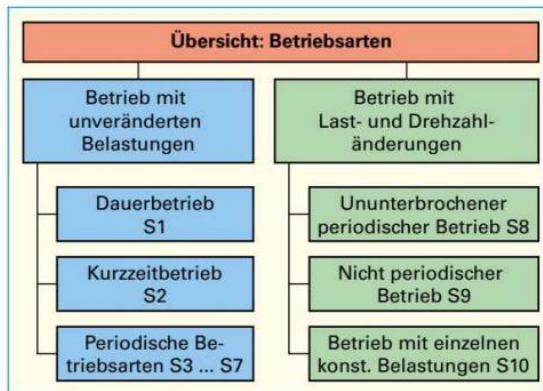 Übersicht: Betriebsarten
Betrieb mit
unveränderten
Belastungen
Dauerbetrieb
S1
Kurzzeitbetrieb
S2
Periodische Be-
triebsarten S3 ... S7
Betrieb mit
Last- und Drehzahl-
änderungen
Ununterbrochener
periodischer Betrieb S8
Nicht periodischer
Betrieb S9
Betrieb mit einzelnen
konst. Belastungen S10